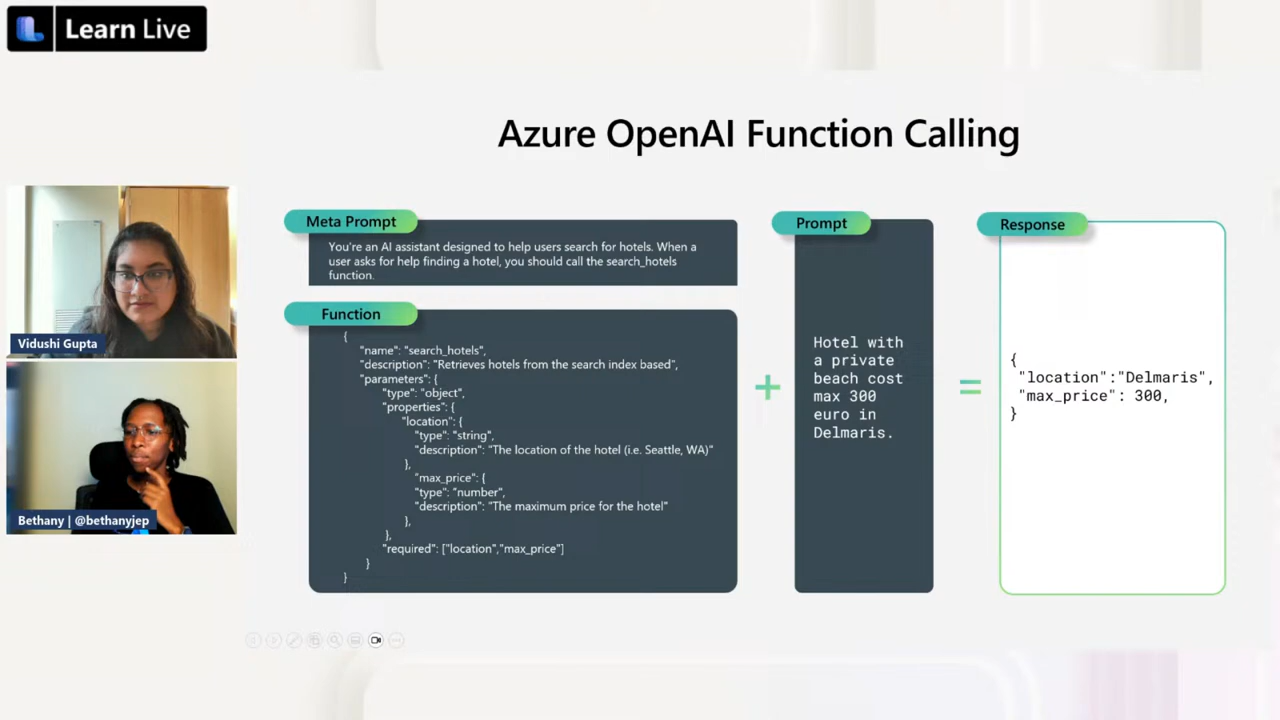 Learn Live
Azure OpenAI Function Calling
Meta Prompt
You're an AI assistant designed to help users search for hotels. When a
user asks for help finding a hotel, you should call the search_hotels
function.
Function
{
"name": "search_hotels",
"description": "Retrieves hotels from the search index based",
"parameters": {
"type": "object",
"properties": {
"location": {
"type": "string",
"description": "The location of the hotel (i.e. Seattle, WA)"
},
"max_price": {
"type": "number",
"description": "The maximum price for the hotel"
},
},
"required": ["location","max_price"]
}
}
+
Prompt
Hotel with
a private
beach cost
max 300
euro in
Delmaris.
=
Response
{
"location":"Delmaris",
"max_price": 300,
}
Vidushi Gupta
Bethany | @bethanyjep